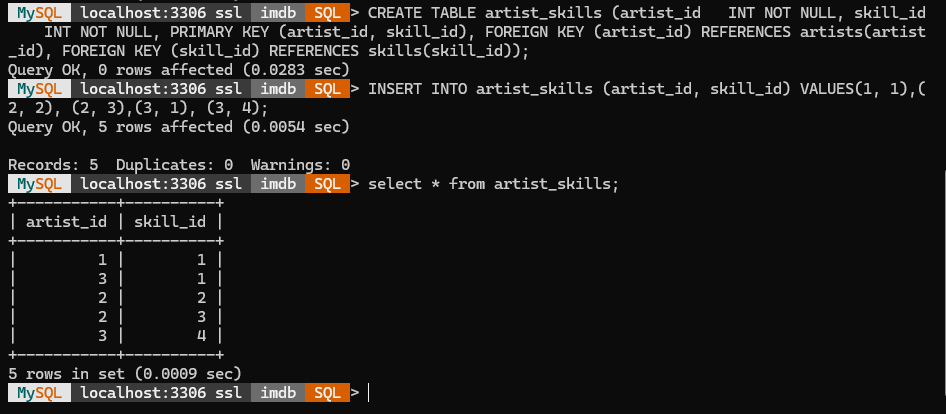 MySQL localhost:3306 ssl imdb SQL > CREATE TABLE artist_skills (artist_id   INT NOT NULL, skill_id
    INT NOT NULL, PRIMARY KEY (artist_id, skill_id), FOREIGN KEY (artist_id) REFERENCES artists(artist
_id), FOREIGN KEY (skill_id) REFERENCES skills(skill_id));
Query OK, 0 rows affected (0.0283 sec)
MySQL localhost:3306 ssl imdb SQL > INSERT INTO artist_skills (artist_id, skill_id) VALUES(1, 1),(
2, 2), (2, 3),(3, 1), (3, 4);
Query OK, 5 rows affected (0.0054 sec)

Records: 5  Duplicates: 0  Warnings: 0
MySQL localhost:3306 ssl imdb SQL > select * from artist_skills;
+-----------+----------+
| artist_id | skill_id |
+-----------+----------+
|         1 |        1 |
|         3 |        1 |
|         2 |        2 |
|         2 |        3 |
|         3 |        4 |
+-----------+----------+
5 rows in set (0.0009 sec)
MySQL localhost:3306 ssl imdb SQL >